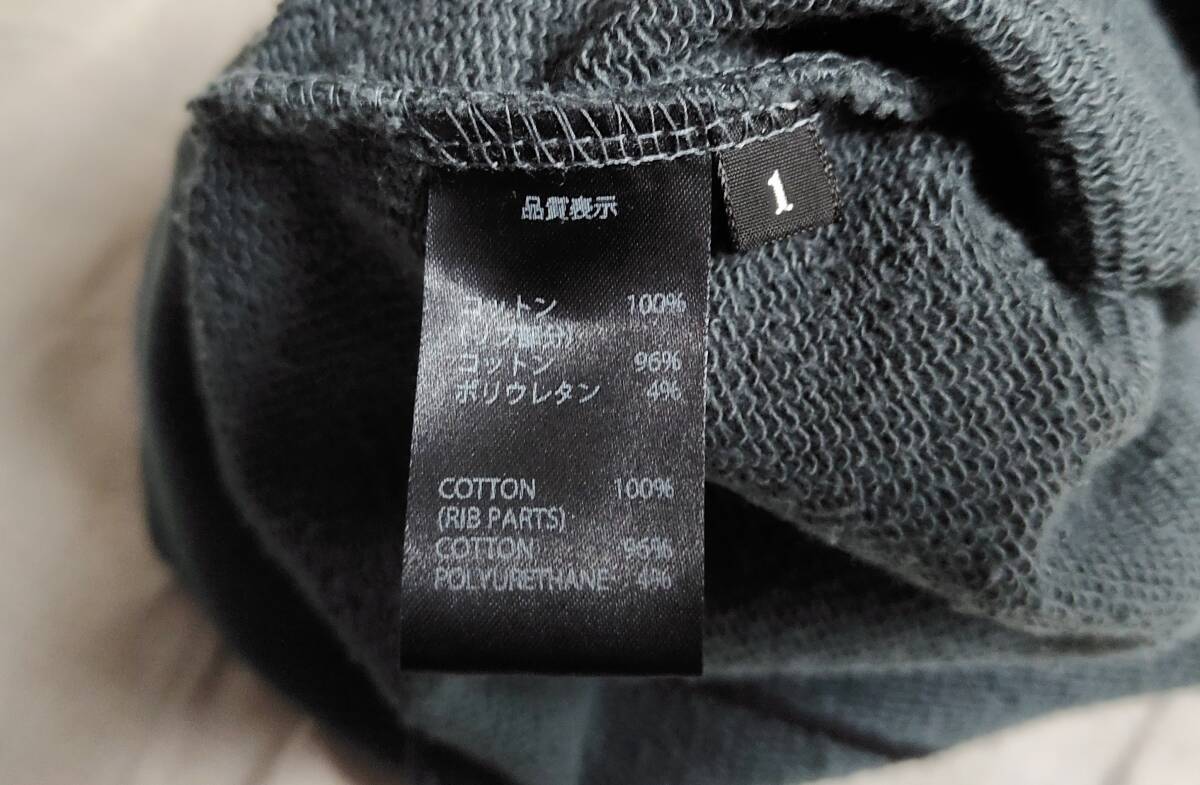 品質表示
1
コットン 100%
(リブ部分)
コットン 96%
ポリウレタン 4%
COTTON 100%
(RIB PARTS)
COTTON 96%
POLYURETHANE 4%